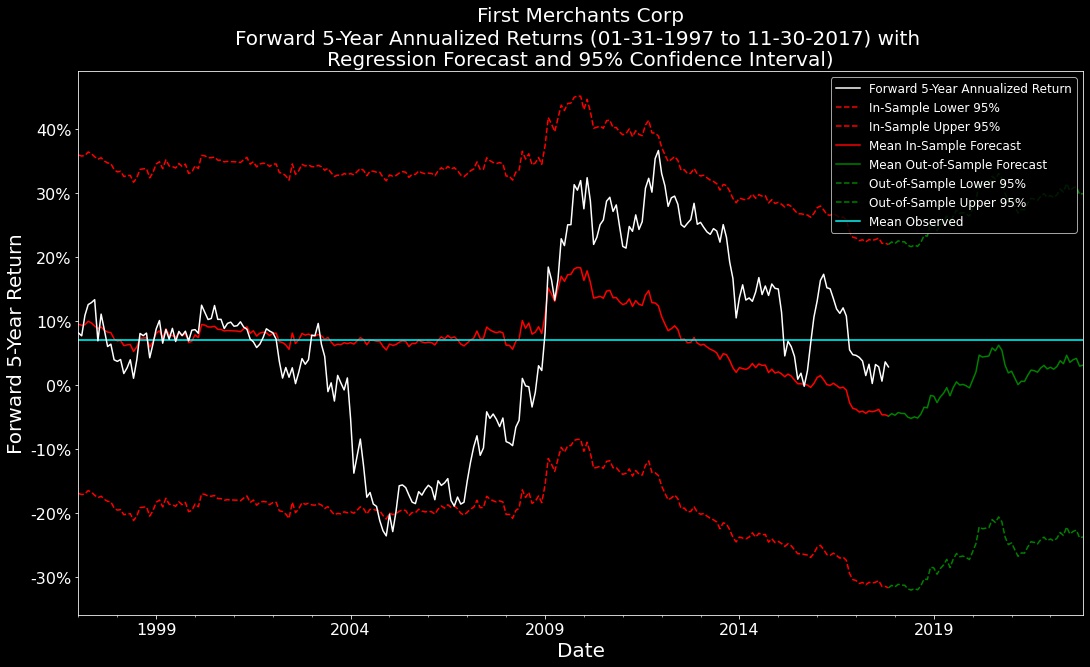 First Merchants Corp
Forward 5-Year Annualized Returns (01-31-1997 to 11-30-2017) with
Regression Forecast and 95% Confidence Interval)
Forward 5-Year Annualized Return
In-Sample Lower 95%
In-Sample Upper 95%
Mean In-Sample Forecast
Mean Out-of-Sample Forecast
Out-of-Sample Lower 95%
Out-of-Sample Upper 95%
Mean Observed
Forward 5-Year Return
40%
30%
20%
10%
0%
-10%
-20%
-30%
1999
2004
2009
2014
2019
Date